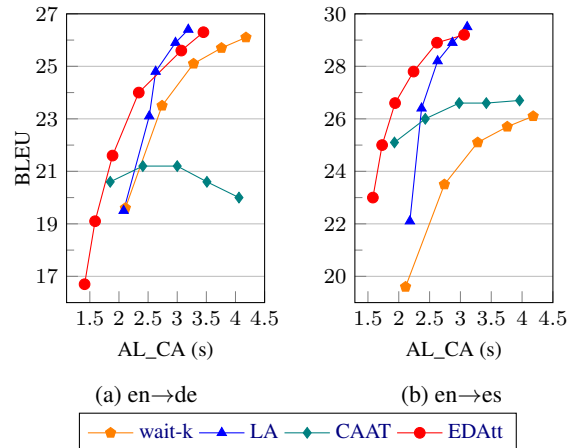 27
25
23
21
19
17
BLEU
1.5 2 2.5 3 3.5 4 4.5
AL_CA (s)
(a) en→de
30
28
26
24
22
20
1.5 2 2.5 3 3.5 4 4.5
AL_CA (s)
(b) en→es
wait-k LA CAAT EDAtt